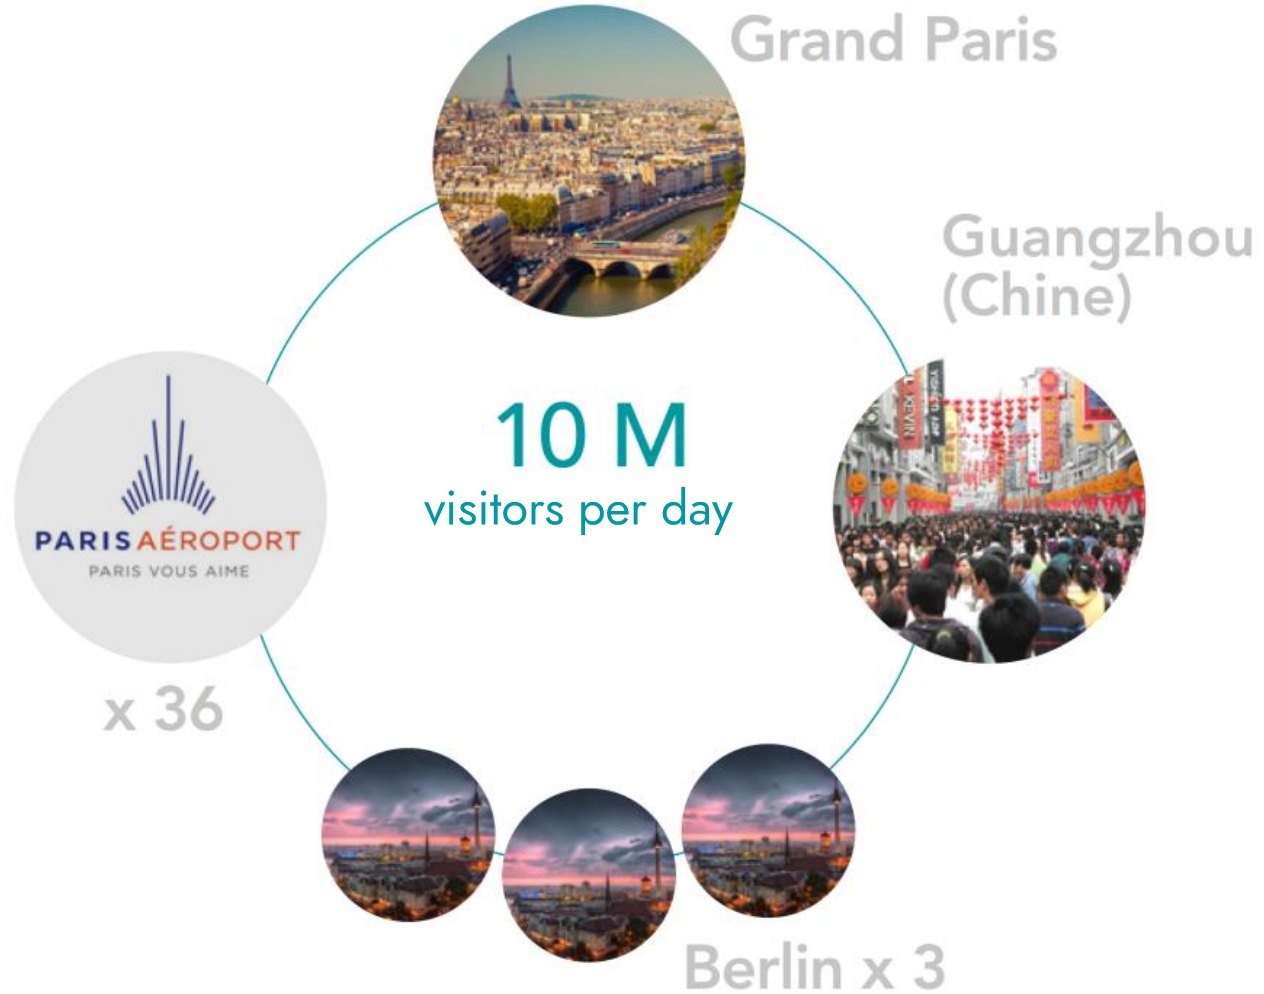 Grand Paris
Guangzhou
(Chine)
10 M
visitors per day
PARIS AÉROPORT
PARIS VOUS AIME
x 36
Berlin x 3